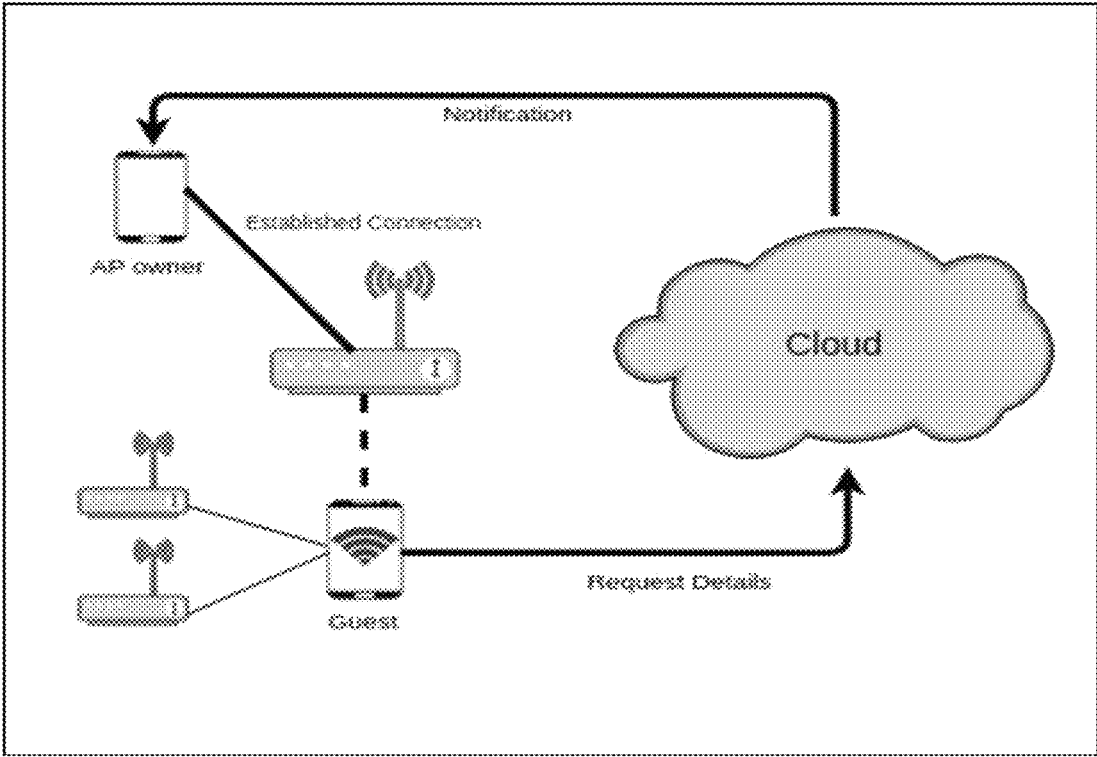 Notification
Established Connection
AP owner
Cloud
Request Details
Guest